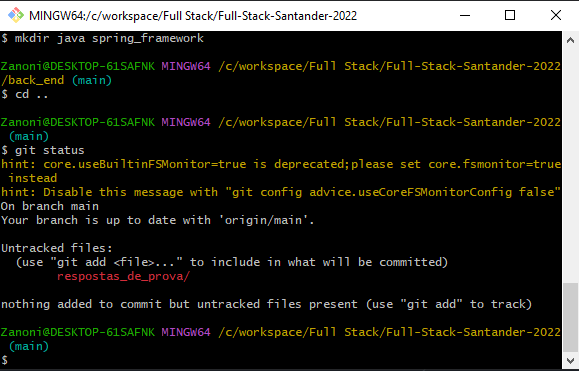 MINGW64:/c/workspace/Full Stack/Full-Stack-Santander-2022
$ mkdir java spring_framework
Zanoni@DESKTOP-61SAFNK MINGW64 /c/workspace/Full Stack/Full-Stack-Santander-2022
/back_end (main)
$ cd ..
Zanoni@DESKTOP-61SAFNK MINGW64 /c/workspace/Full Stack/Full-Stack-Santander-2022
(main)
$ git status
hint: core.useBuiltinFSMonitor=true is deprecated;please set core.fsmonitor=true
instead
hint: Disable this message with "git config advice.useCoreFSMonitorConfig false"
On branch main
Your branch is up to date with 'origin/main'.
Untracked files:
(use "git add <file>..." to include in what will be committed)
respostas_de_prova/
nothing added to commit but untracked files present (use "git add" to track)
Zanoni@DESKTOP-61SAFNK MINGW64 /c/workspace/Full Stack/Full-Stack-Santander-2022
(main)
$